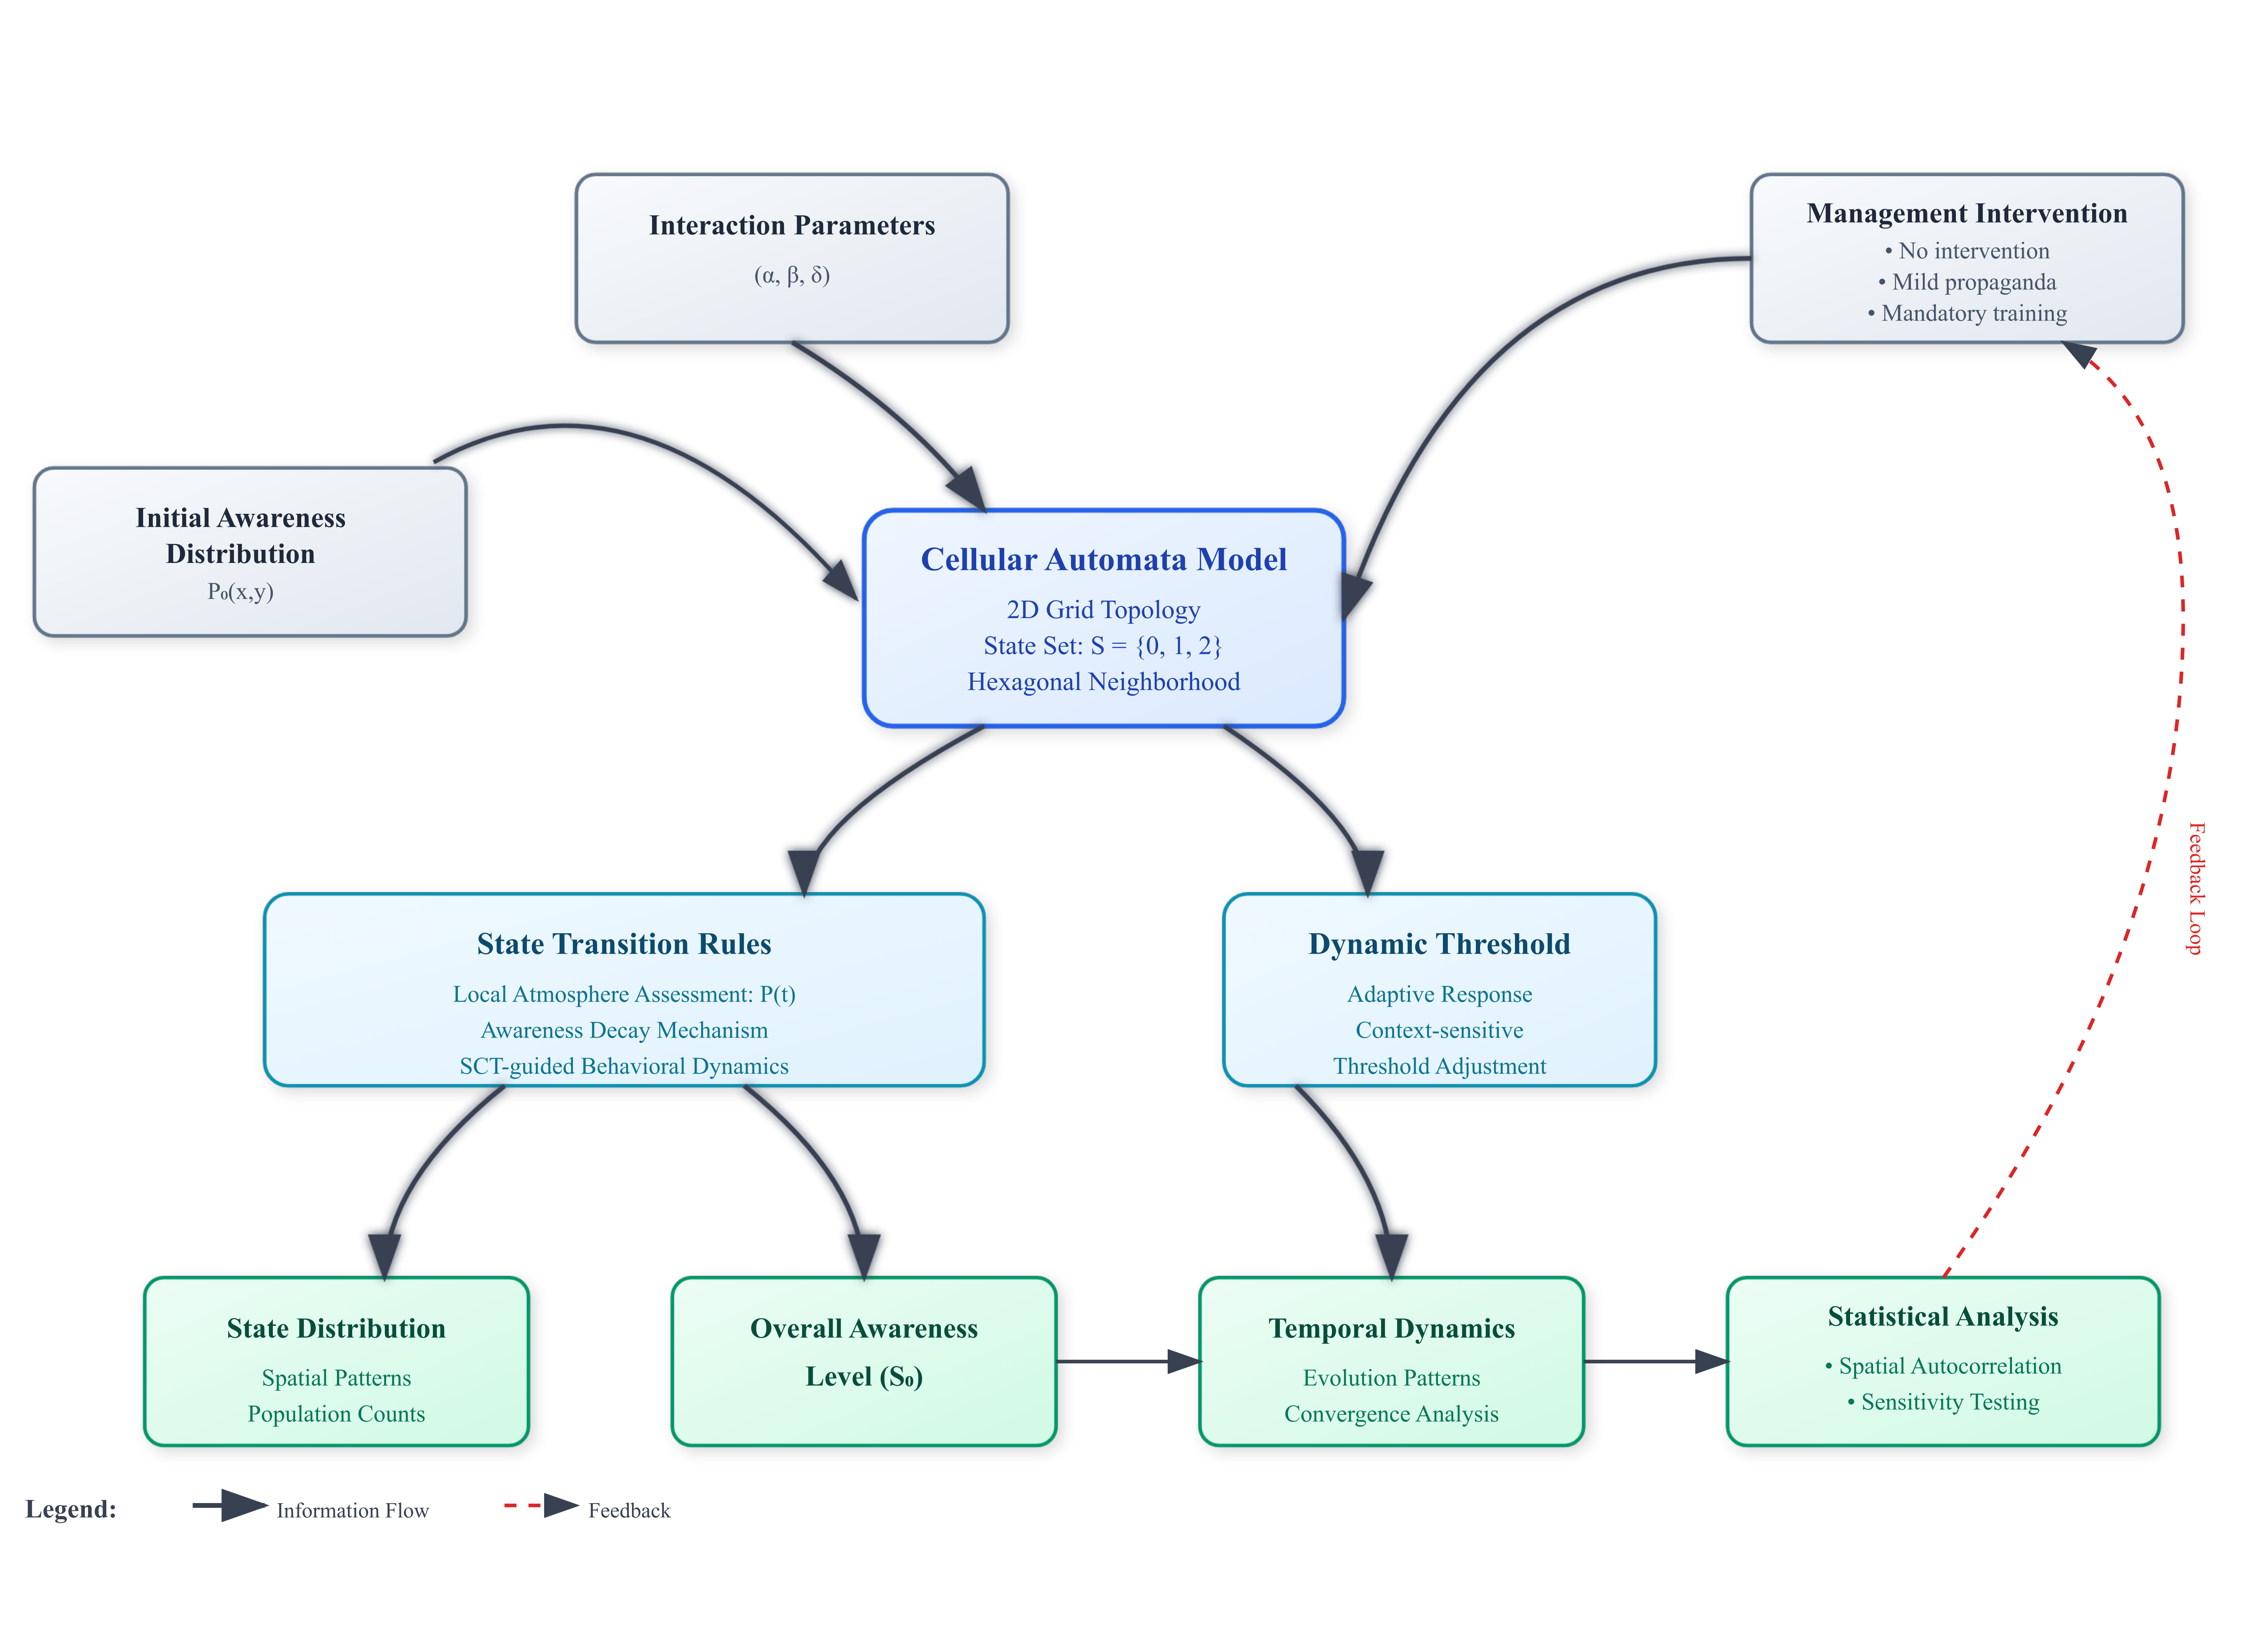 Interaction Parameters
(α, β, δ)
Management Intervention
• No intervention
• Mild propaganda
• Mandatory training
Initial Awareness
Distribution
P₀(x,y)
Cellular Automata Model
2D Grid Topology
State Set: S = {0, 1, 2}
Hexagonal Neighborhood
Feedback Loop
State Transition Rules
Local Atmosphere Assessment: P(t)
Awareness Decay Mechanism
SCT-guided Behavioral Dynamics
Dynamic Threshold
Adaptive Response
Context-sensitive
Threshold Adjustment
State Distribution
Spatial Patterns
Population Counts
Overall Awareness
Level (S₀)
Temporal Dynamics
Evolution Patterns
Convergence Analysis
Statistical Analysis
• Spatial Autocorrelation
• Sensitivity Testing
Legend:
Information Flow
Feedback